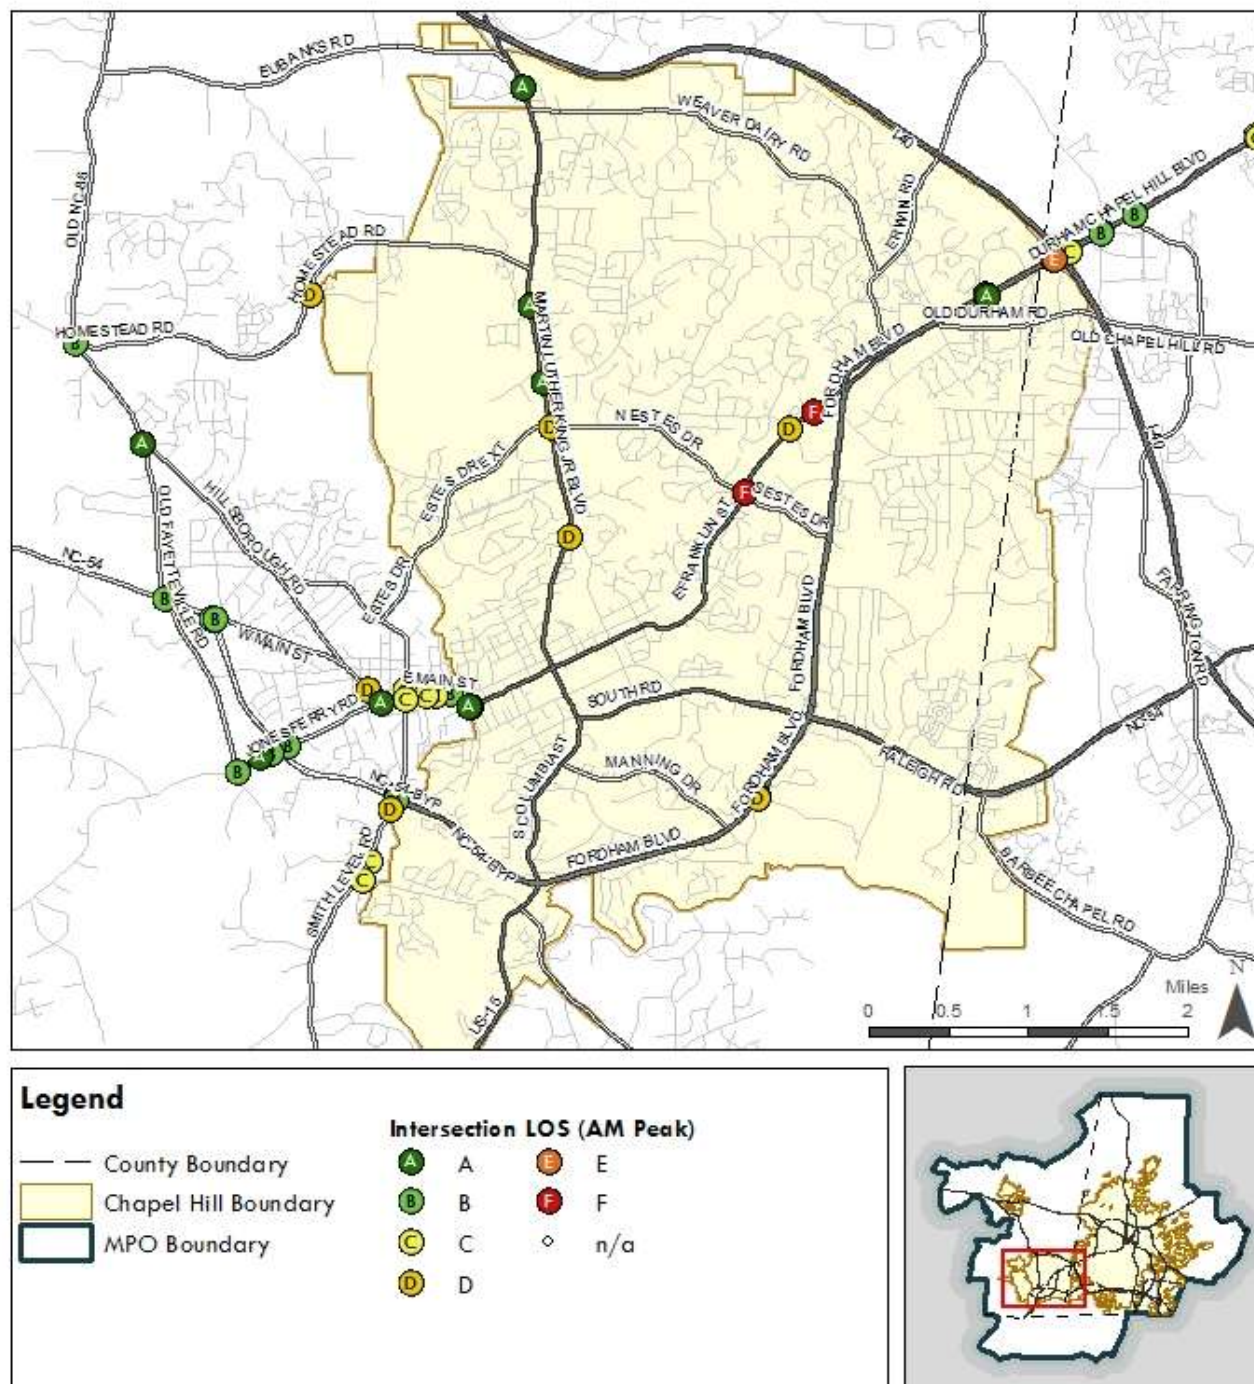 EUBANKS RD
A
WEAVER DAIRY RD
I-40
ERWIN RD
DURHAM CHAPEL HILL BLVD
B
B
C
E
OLD NC-86
HOMESTEAD RD
D
A
A
OLD DURHAM RD
OLD CHAPEL HILL RD
HOMESTEAD RD
B
MARTIN LUTHER KING JR BLVD
A
FORDHAM BLVD
F
D
D
N ESTES DR
A
ESTES DR EXT
I-40
OLD FAYETTEVILLE RD
HILLSBOROUGH RD
F
S ESTES DR
E FRANKLIN ST
D
NC-54
ESTES DR
FARRINGTON RD
B
B
W MAIN ST
FORDHAM BLVD
E MAIN ST
D
A
C
C
B
A
SOUTH RD
JONES FERRY RD
B
A
B
MANNING DR
RALEIGH RD
NC-54
S COLUMBIA ST
FORDHAM BLVD
D
NC-54-BYP
D
NC-54-BYP
FORDHAM BLVD
BARBEE CHAPEL RD
C
C
SMITH LEVEL RD
US-15
N
Miles
0 0.5 1 1.5 2
Legend
County Boundary
Chapel Hill Boundary
MPO Boundary
Intersection LOS (AM Peak)
A A
B B
C C
D D
E E
F F
n/a